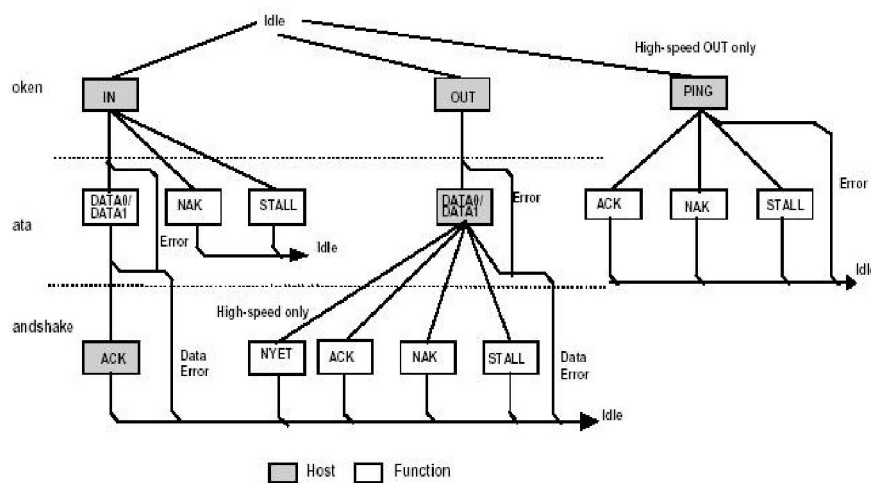 Idle
High-speed OUT only
oken
IN
OUT
PING
DATA0/
DATA1
NAK
STALL
DATA0/
DATA1
Error
ACK
NAK
STALL
Error
ata
Error
Idle
Idle
High-speed only
andshake
ACK
Data
Error
NYET
ACK
NAK
STALL
Data
Error
Idle
Host
Function